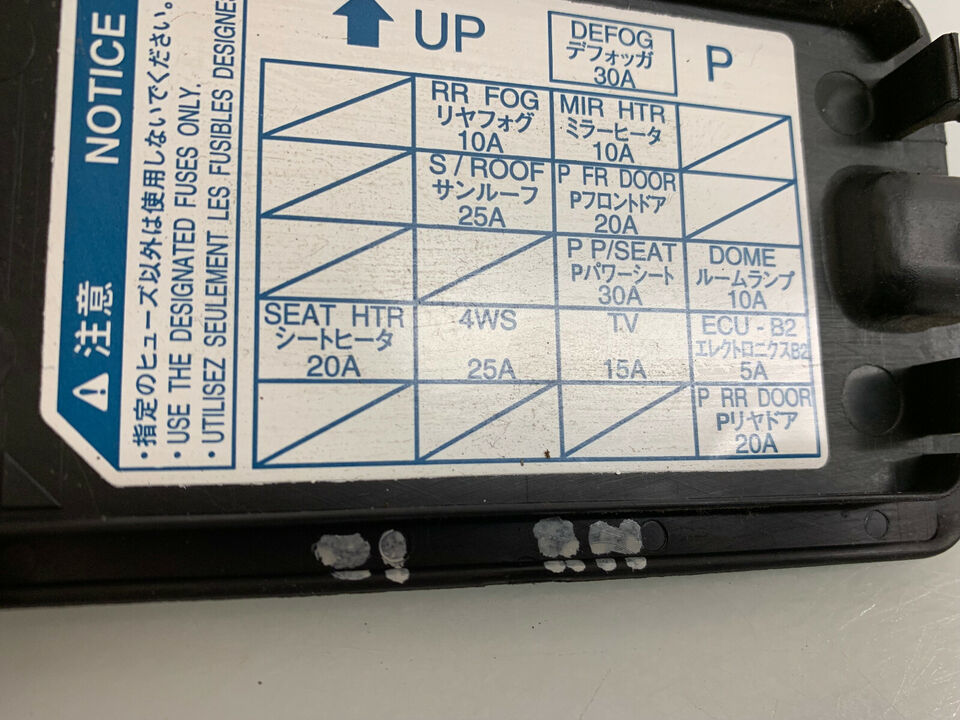 UP
DEFOG
デフォッガ
30A
P
RR FOG
リヤフォグ
10A
MIR HTR
ミラーヒータ
10A
S/ROOF
サンルーフ
25A
P FR DOOR
Pフロントドア
20A
P P/SEAT
Pパワーシート
30A
DOME
ルームランプ
10A
SEAT HTR
シートヒータ
20A
4WS
25A
TV
15A
ECU-B2
エレクトロニクスB2
5A
P RR DOOR
Pリヤドア
20A
注意 NOTICE
・指定のヒューズ以外は使用しないでください。
・USE THE DESIGNATED FUSES ONLY.
・UTILISEZ SEULEMENT LES FUSIBLES